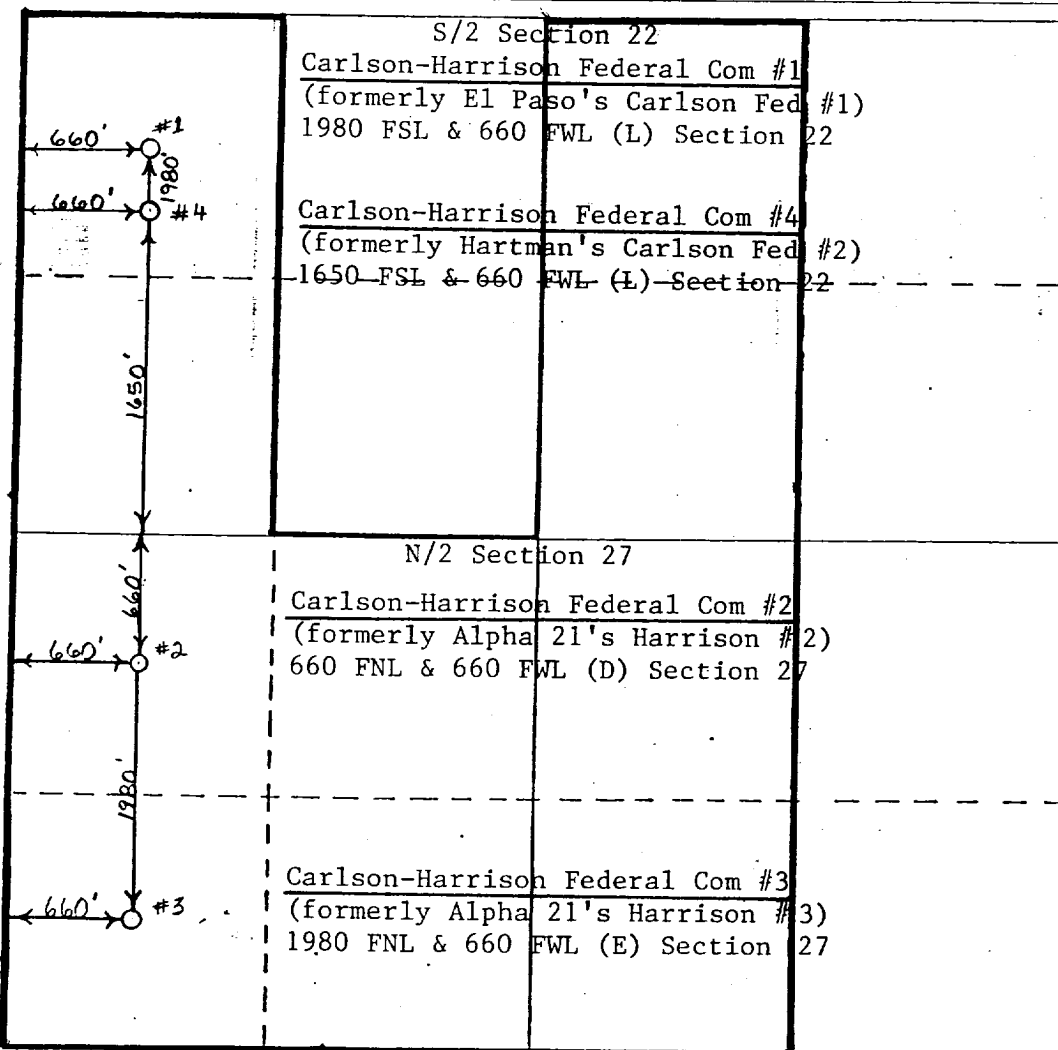 S/2 Section 22
Carlson-Harrison Federal Com #1
(formerly El Paso's Carlson Fed #1)
1980 FSL & 660 FWL (L) Section 22
660' #1
1980'
660' #4
Carlson-Harrison Federal Com #4
(formerly Hartman's Carlson Fed #2)
1650 FSL & 660 FWL (L) Section 22
1650'
N/2 Section 27
660'
Carlson-Harrison Federal Com #2
(formerly Alpha 21's Harrison #2)
660 FNL & 660 FWL (D) Section 27
660' #2
1980'
Carlson-Harrison Federal Com #3
(formerly Alpha 21's Harrison #3)
1980 FNL & 660 FWL (E) Section 27
660' #3